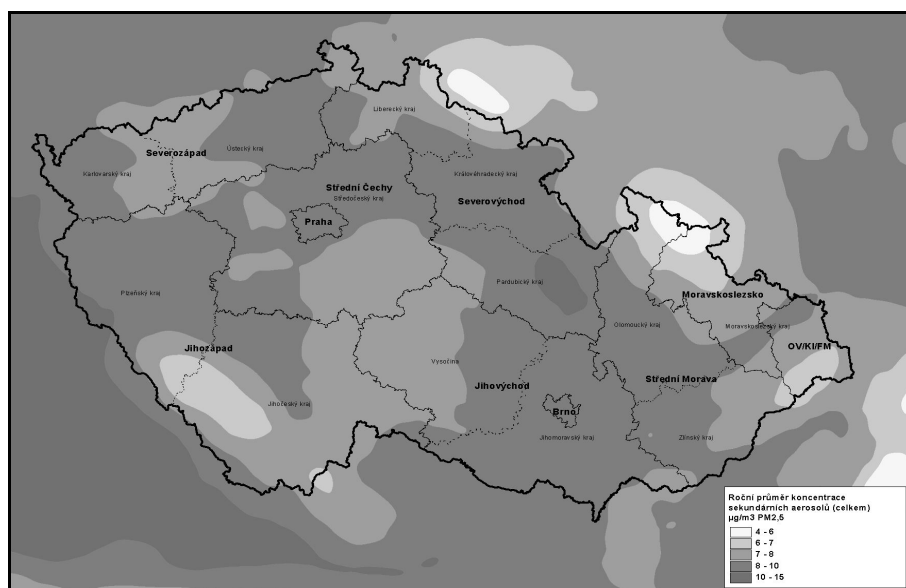 Liberecký kraj
Severozápad
Ústecký kraj
Karlovarský kraj
Královéhradecký kraj
Střední Čechy
Středočeský kraj
Severovýchod
Praha
Pardubický kraj
Plzeňský kraj
Moravskoslezsko
Olomoucký kraj
Moravskoslezský kraj
OV/KI/FM
Jihozápad
Vysočina
Jihovýchod
Střední Morava
Jihočeský kraj
Brno
Jihomoravský kraj
Zlínský kraj
Roční průměr koncentrace
sekundárních aerosolů (celkem)
µg/m3 PM2,5
4 - 6
6 - 7
7 - 8
8 - 10
10 - 15